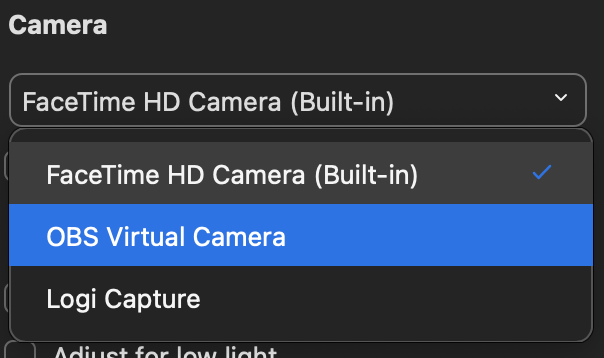 Camera
FaceTime HD Camera (Built-in)
FaceTime HD Camera (Built-in)
OBS Virtual Camera
Logi Capture
Adjust for low light